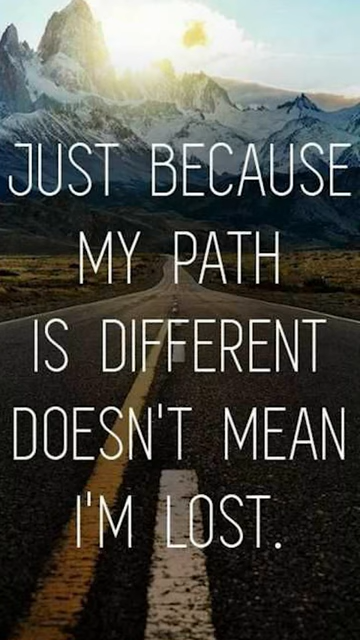 JUST BECAUSE
MY PATH
IS DIFFERENT
DOESN'T MEAN
I'M LOST.